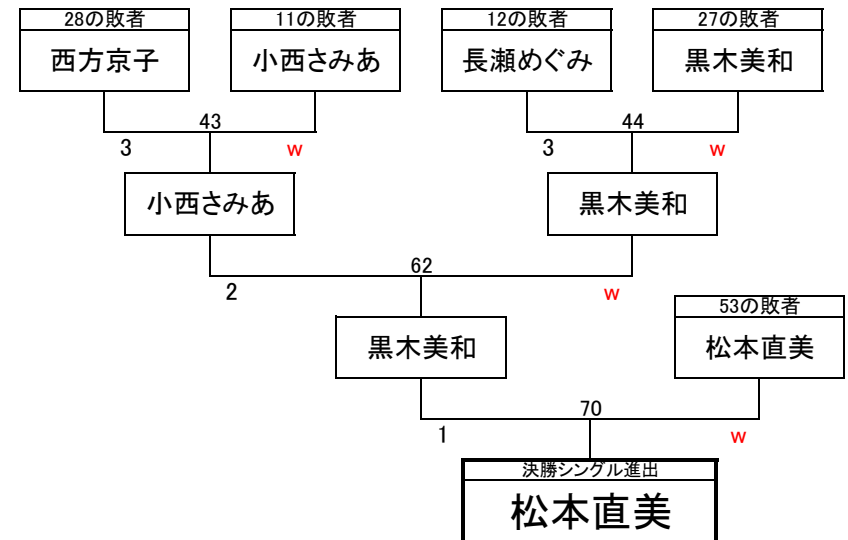 28の敗者 11の敗者 12の敗者 27の敗者
西方京子 小西さみあ 長瀬めぐみ 黒木美和
43 44
3 w 3 w
小西さみあ 黒木美和
62
2 w
53の敗者
黒木美和 松本直美
70
1 w
決勝シングル進出
松本直美